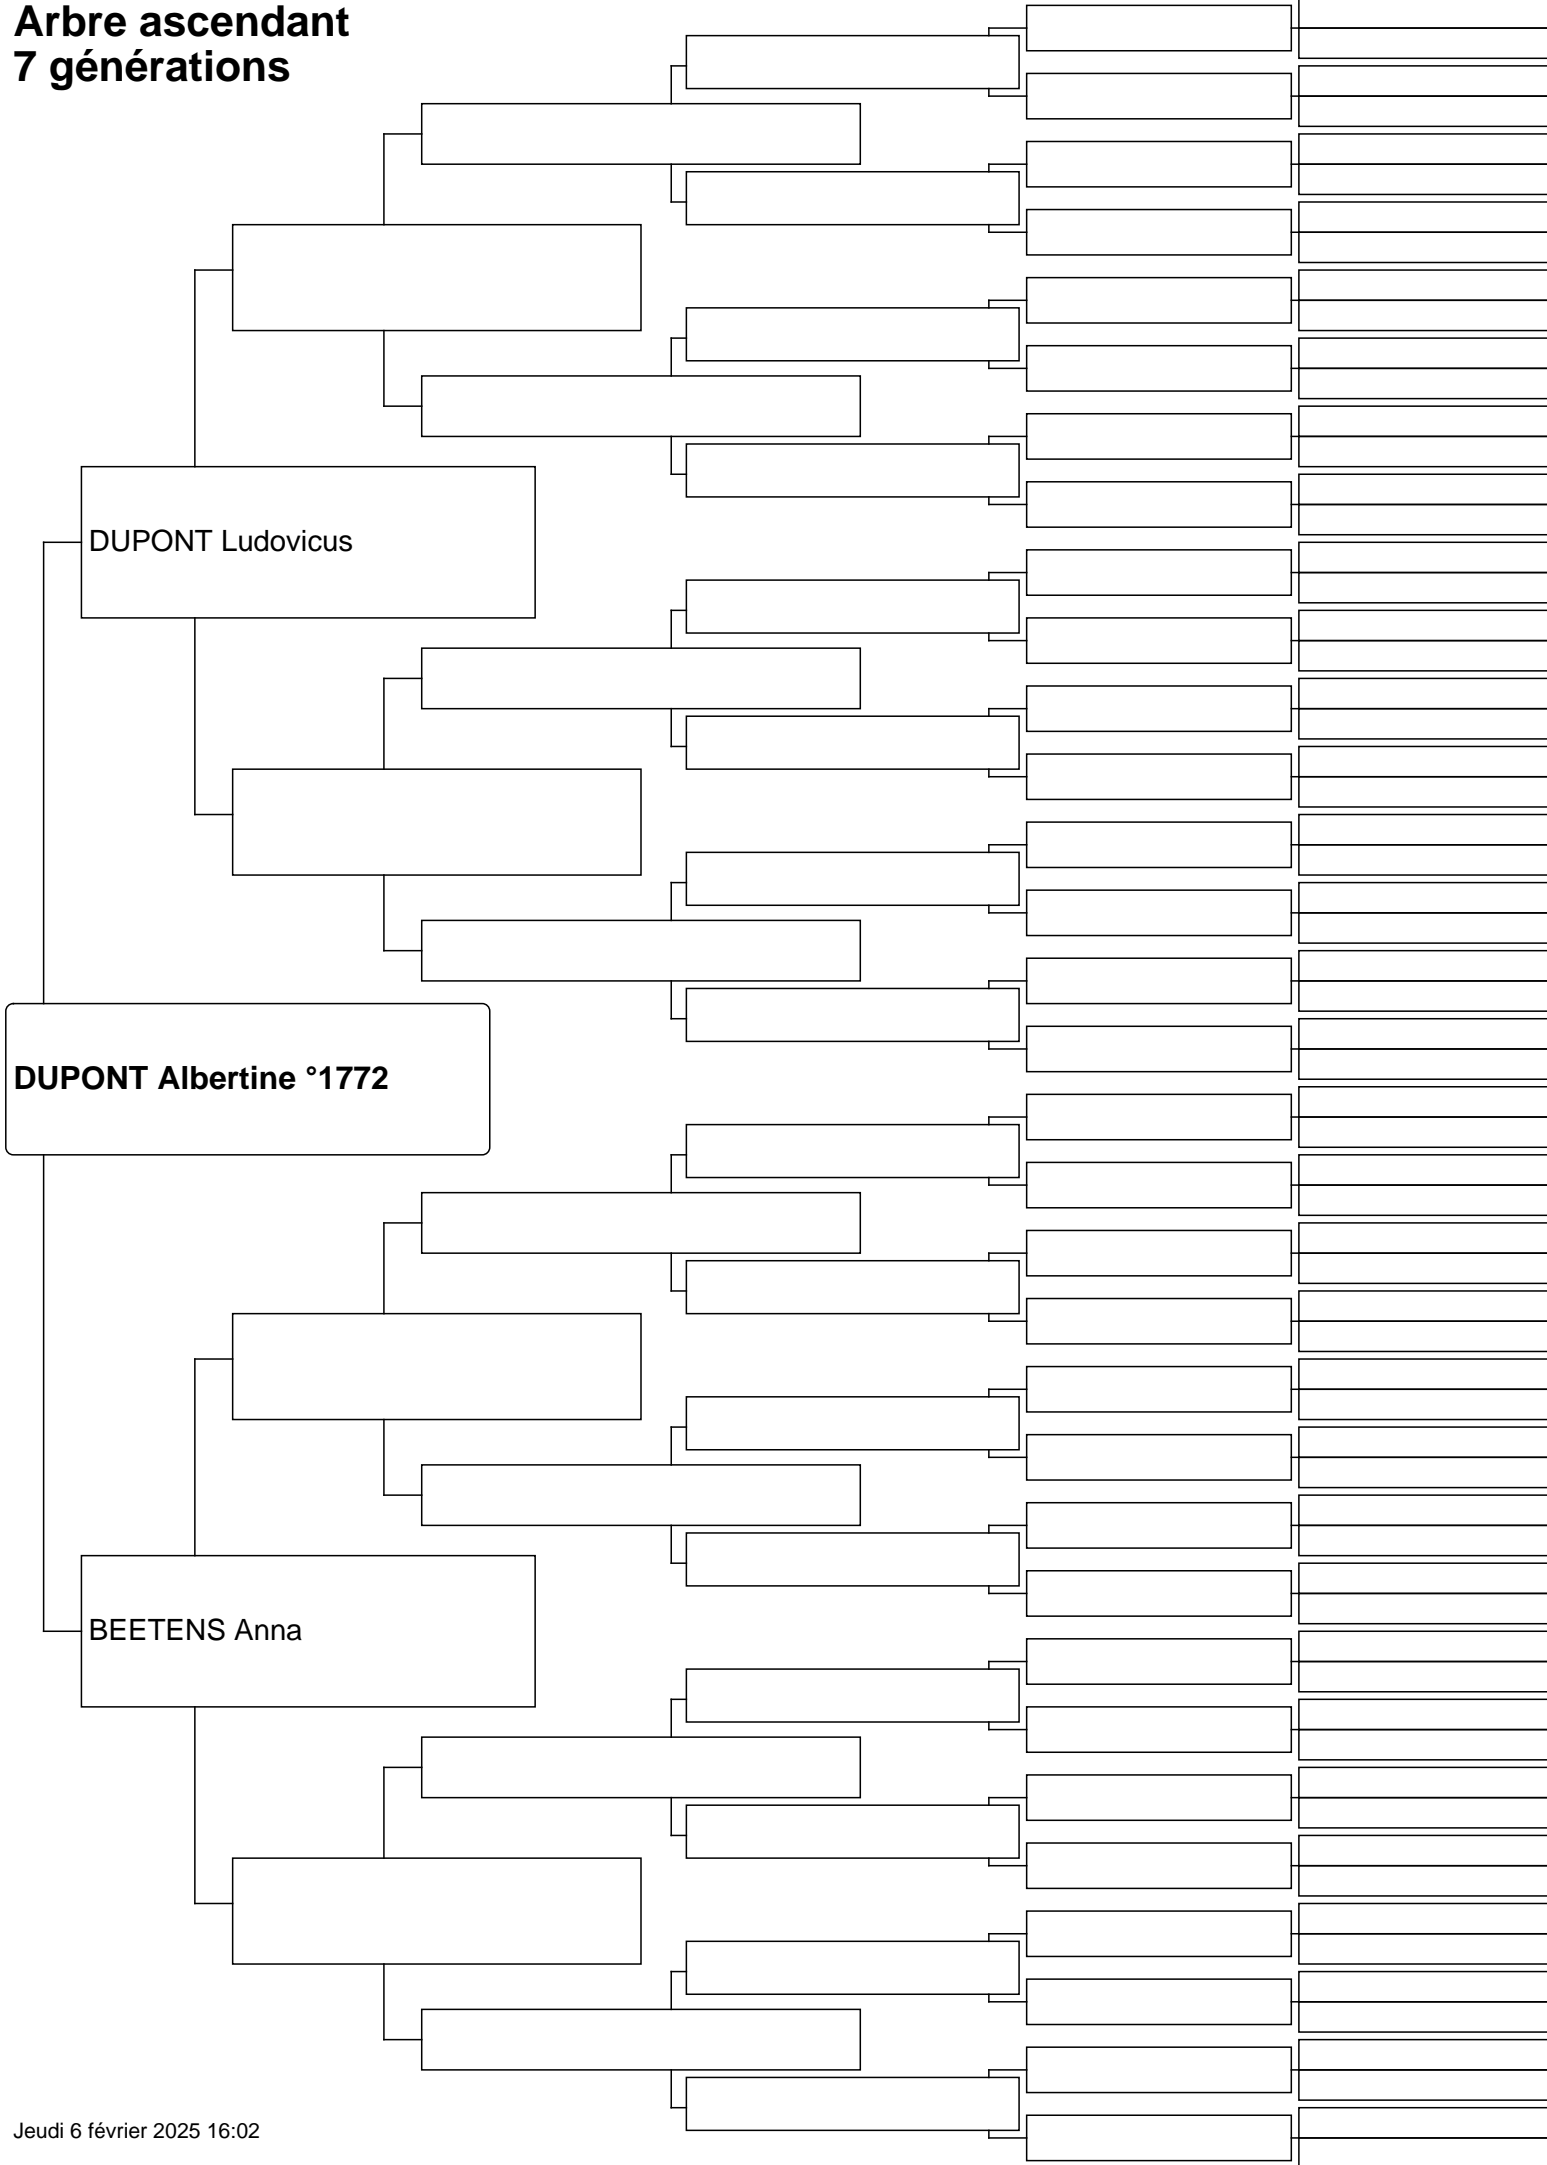 Arbre ascendant
7 générations
DUPONT Ludovicus
DUPONT Albertine °1772
BEETENS Anna
Jeudi 6 février 2025 16:02